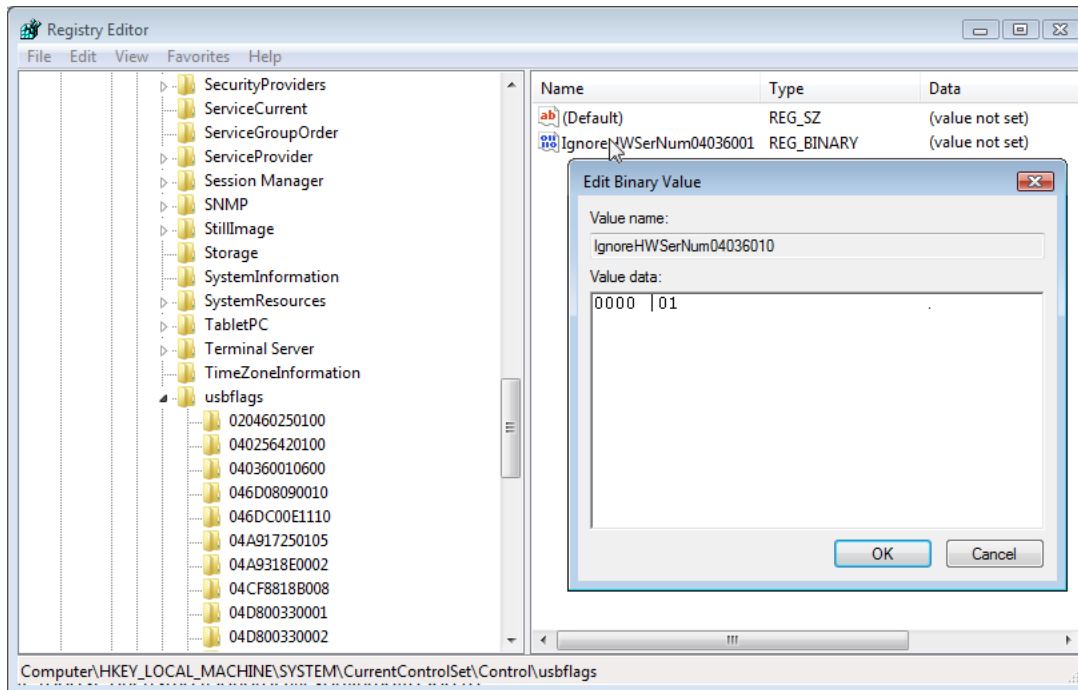 Registry Editor
File Edit View Favorites Help
SecurityProviders
ServiceCurrent
ServiceGroupOrder
ServiceProvider
Session Manager
SNMP
StillImage
Storage
SystemInformation
SystemResources
TabletPC
Terminal Server
TimeZoneInformation
usbflags
020460250100
040256420100
040360010600
046D08090010
046DC00E1110
04A917250105
04A9318E0002
04CF8818B008
04D800330001
04D800330002
Name Type Data
ab (Default) REG_SZ (value not set)
IgnoreHWSerNum04036001 REG_BINARY (value not set)
Edit Binary Value
Value name:
IgnoreHWSerNum04036010
Value data:
0000 01 .
OK Cancel
Computer\HKEY_LOCAL_MACHINE\SYSTEM\CurrentControlSet\Control\usbflags